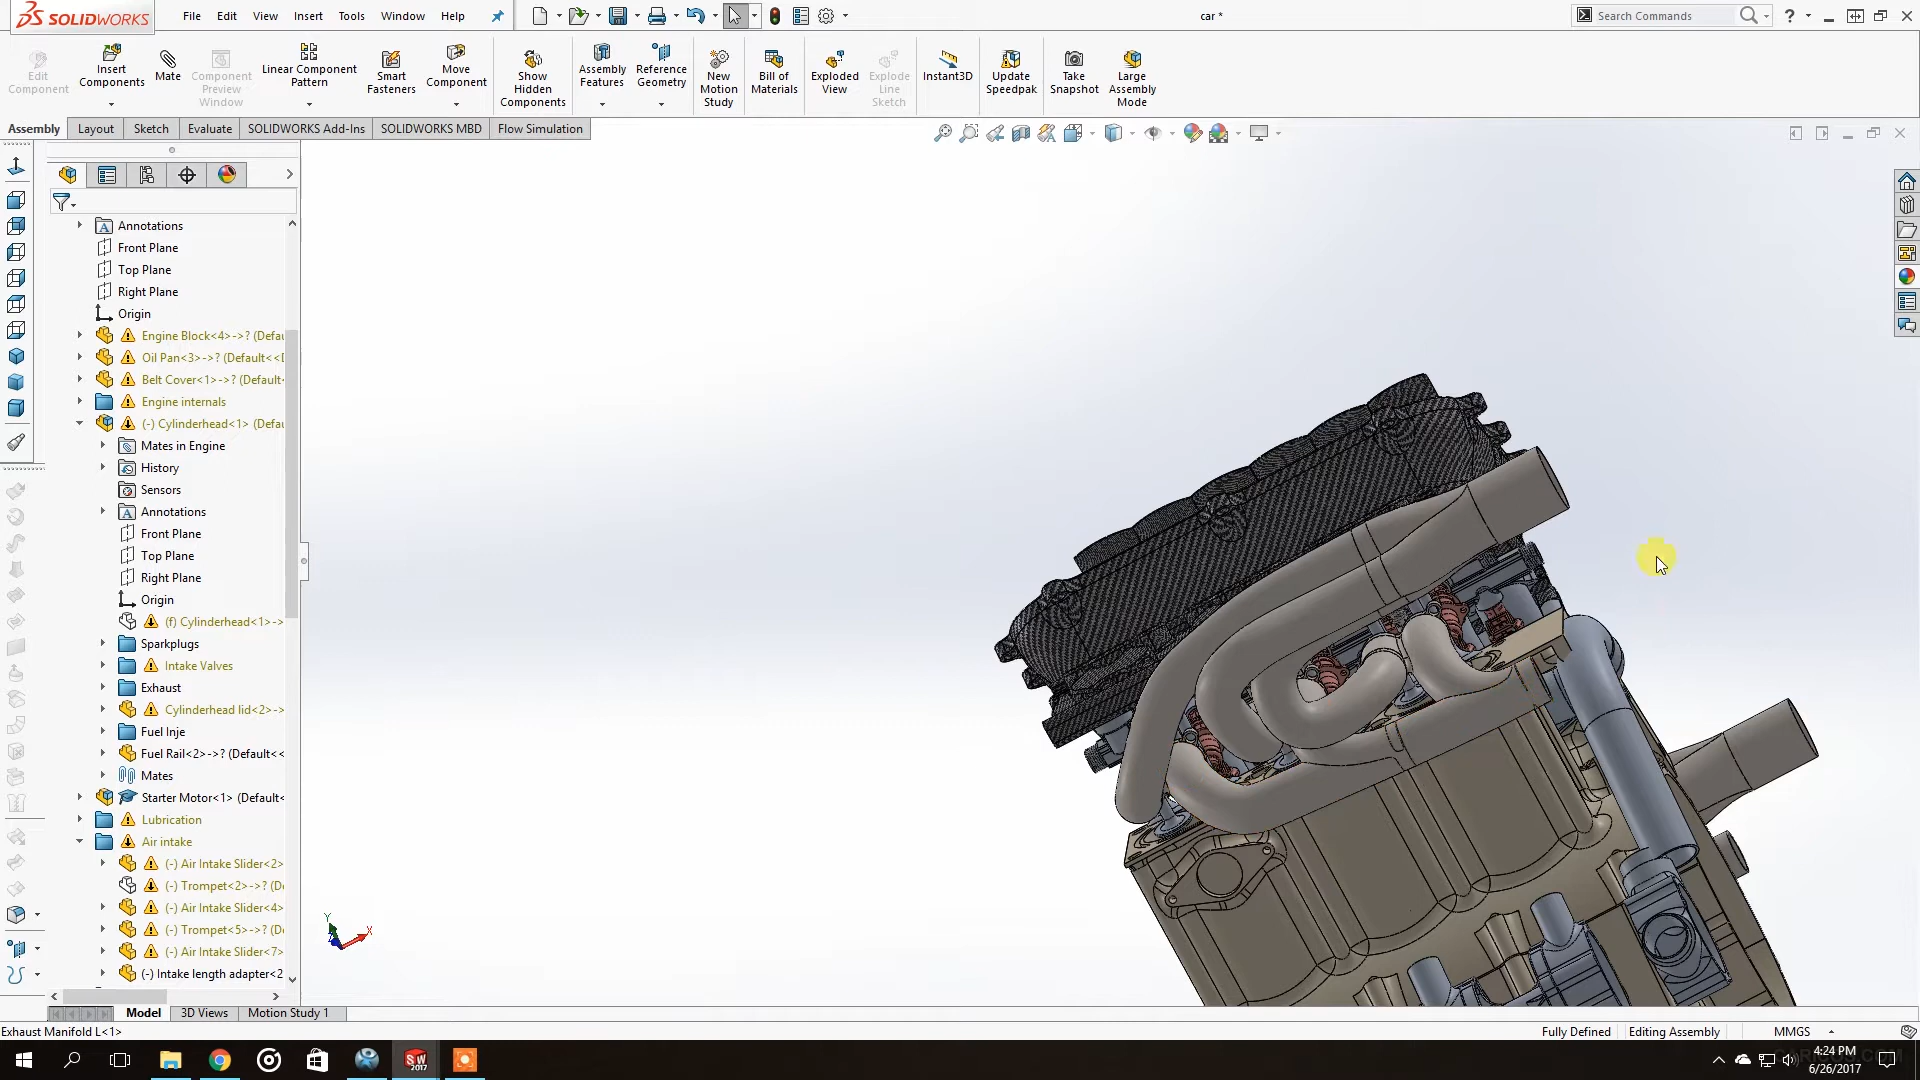 SOLIDWORKS File Edit View Insert Tools Window Help car * Search Commands
Edit Component
Insert Components
Mate
Component Preview Window
Linear Component Pattern
Smart Fasteners
Move Component
Show Hidden Components
Assembly Features
Reference Geometry
New Motion Study
Bill of Materials
Exploded View
Explode Line Sketch
Instant3D
Update Speedpak
Take Snapshot
Large Assembly Mode
Assembly Layout Sketch Evaluate SOLIDWORKS Add-Ins SOLIDWORKS MBD Flow Simulation
Annotations
Front Plane
Top Plane
Right Plane
Origin
Engine Block<4>->? (Defau
Oil Pan<3>->? (Default<<D
Belt Cover<1>->? (Default<
Engine internals
(-) Cylinderhead<1> (Defau
Mates in Engine
History
Sensors
Annotations
Front Plane
Top Plane
Right Plane
Origin
(f) Cylinderhead<1>->
Sparkplugs
Intake Valves
Exhaust
Cylinderhead lid<2>->
Fuel Inje
Fuel Rail<2>->? (Default<<
Mates
Starter Motor<1> (Default<
Lubrication
Air intake
(-) Air Intake Slider<2>
(-) Trompet<2>->? (De
(-) Air Intake Slider<4>
(-) Trompet<5>->? (De
(-) Air Intake Slider<7>
(-) Intake length adapter<2
Y
X
Model 3D Views Motion Study 1
Exhaust Manifold L<1> Fully Defined Editing Assembly MMGS
SW 2017
4:24 PM
6/26/2017